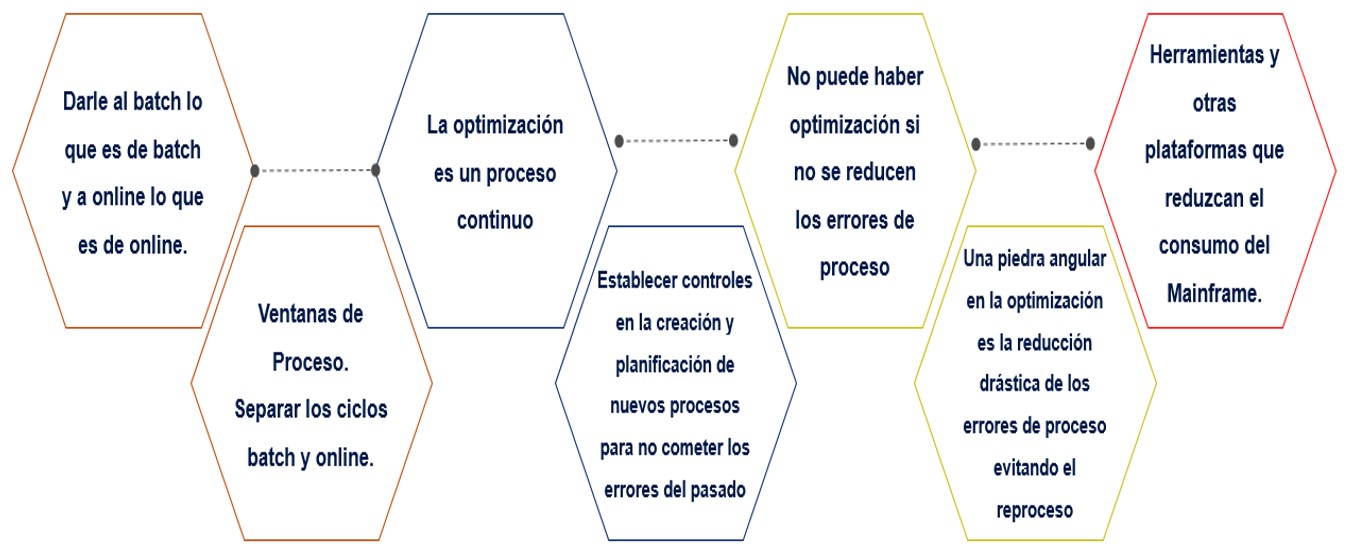 Darle al batch lo
que es de batch
y a online lo que
es de online.
Ventanas de
Proceso.
Separar los ciclos
batch y online.
La optimización
es un proceso
continuo
Establecer controles
en la creación y
planificación de
nuevos procesos
para no cometer los
errores del pasado
No puede haber
optimización si
no se reducen
los errores de
proceso
Una piedra angular
en la optimización
es la reducción
drástica de los
errores de proceso
evitando el
reproceso
Herramientas y
otras
plataformas que
reduzcan el
consumo del
Mainframe.